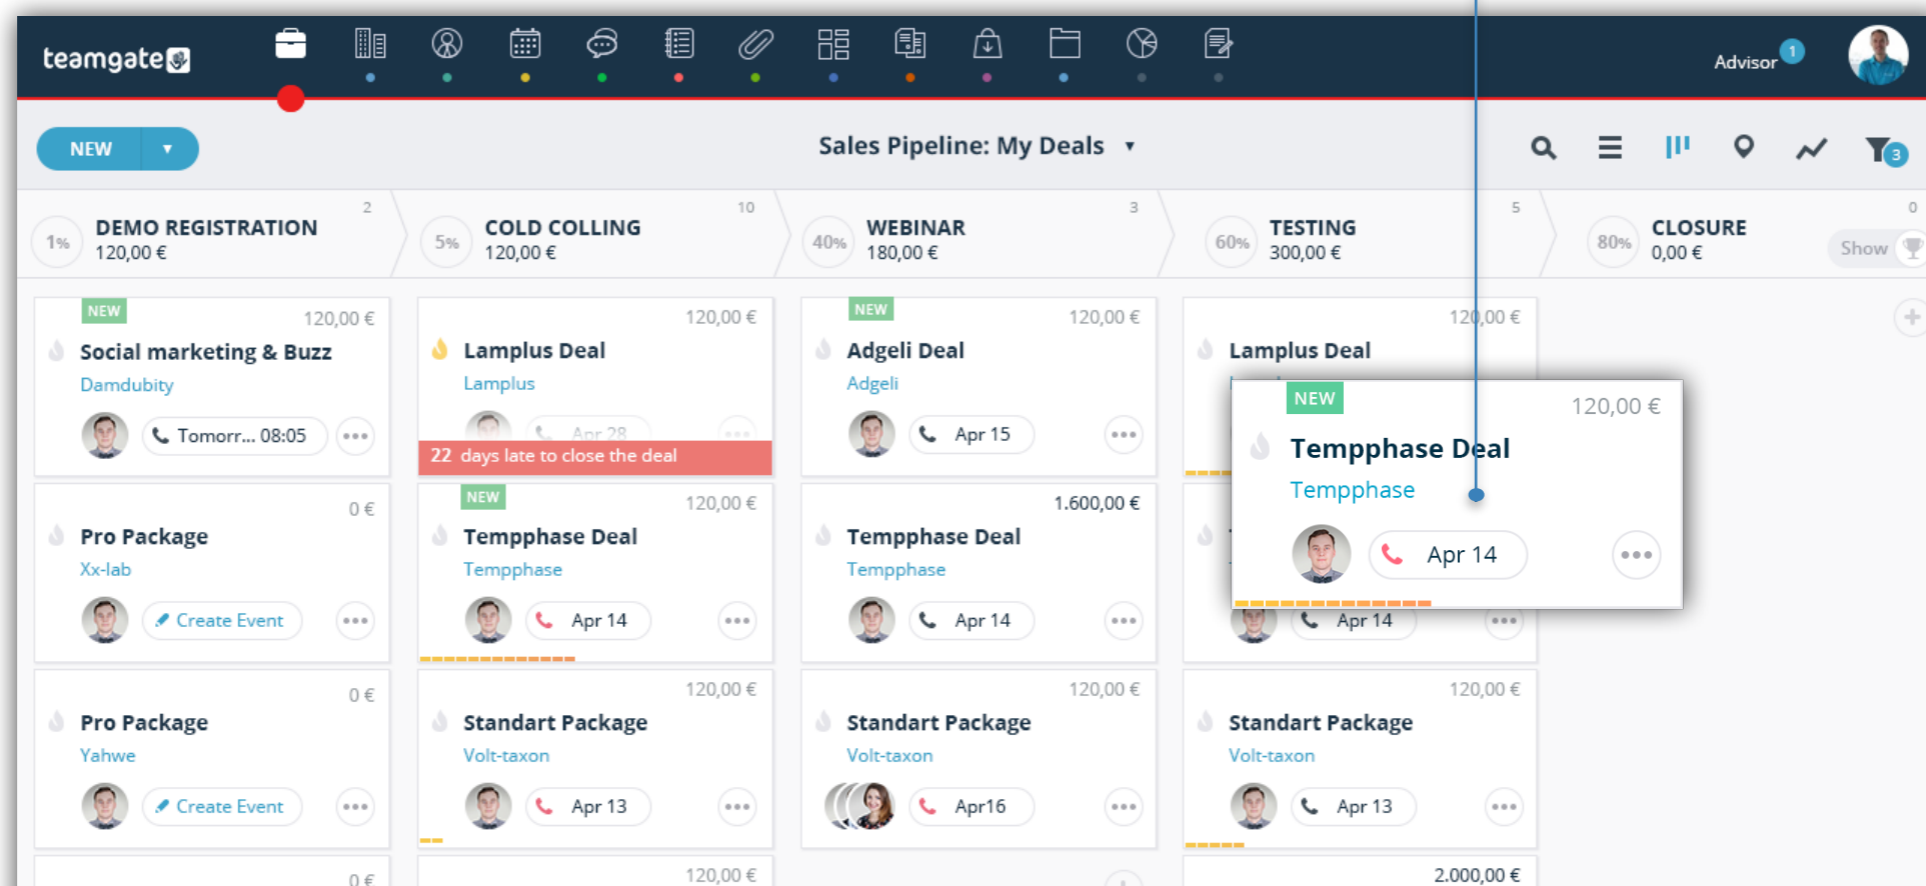 teamgate
Advisor 1
NEW
Sales Pipeline: My Deals
3
1%
DEMO REGISTRATION
120,00 €
2
5%
COLD COLLING
120,00 €
10
40%
WEBINAR
180,00 €
3
60%
TESTING
300,00 €
5
80%
CLOSURE
0,00 €
0
Show
NEW
120,00 €
Social marketing & Buzz
Damdubity
Tomorr... 08:05
0 €
Pro Package
Xx-lab
Create Event
0 €
Pro Package
Yahwe
Create Event
0 €
120,00 €
Lamplus Deal
Lamplus
Apr 28
22 days late to close the deal
NEW
120,00 €
Tempphase Deal
Tempphase
Apr 14
120,00 €
Standart Package
Volt-taxon
Apr 13
120,00 €
NEW
120,00 €
Adgeli Deal
Adgeli
Apr 15
1.600,00 €
Tempphase Deal
Tempphase
Apr 14
120,00 €
Standart Package
Volt-taxon
Apr16
120,00 €
Lamplus Deal
NEW
120,00 €
Tempphase Deal
Tempphase
Apr 14
Apr 14
120,00 €
Standart Package
Volt-taxon
Apr 13
2.000,00 €